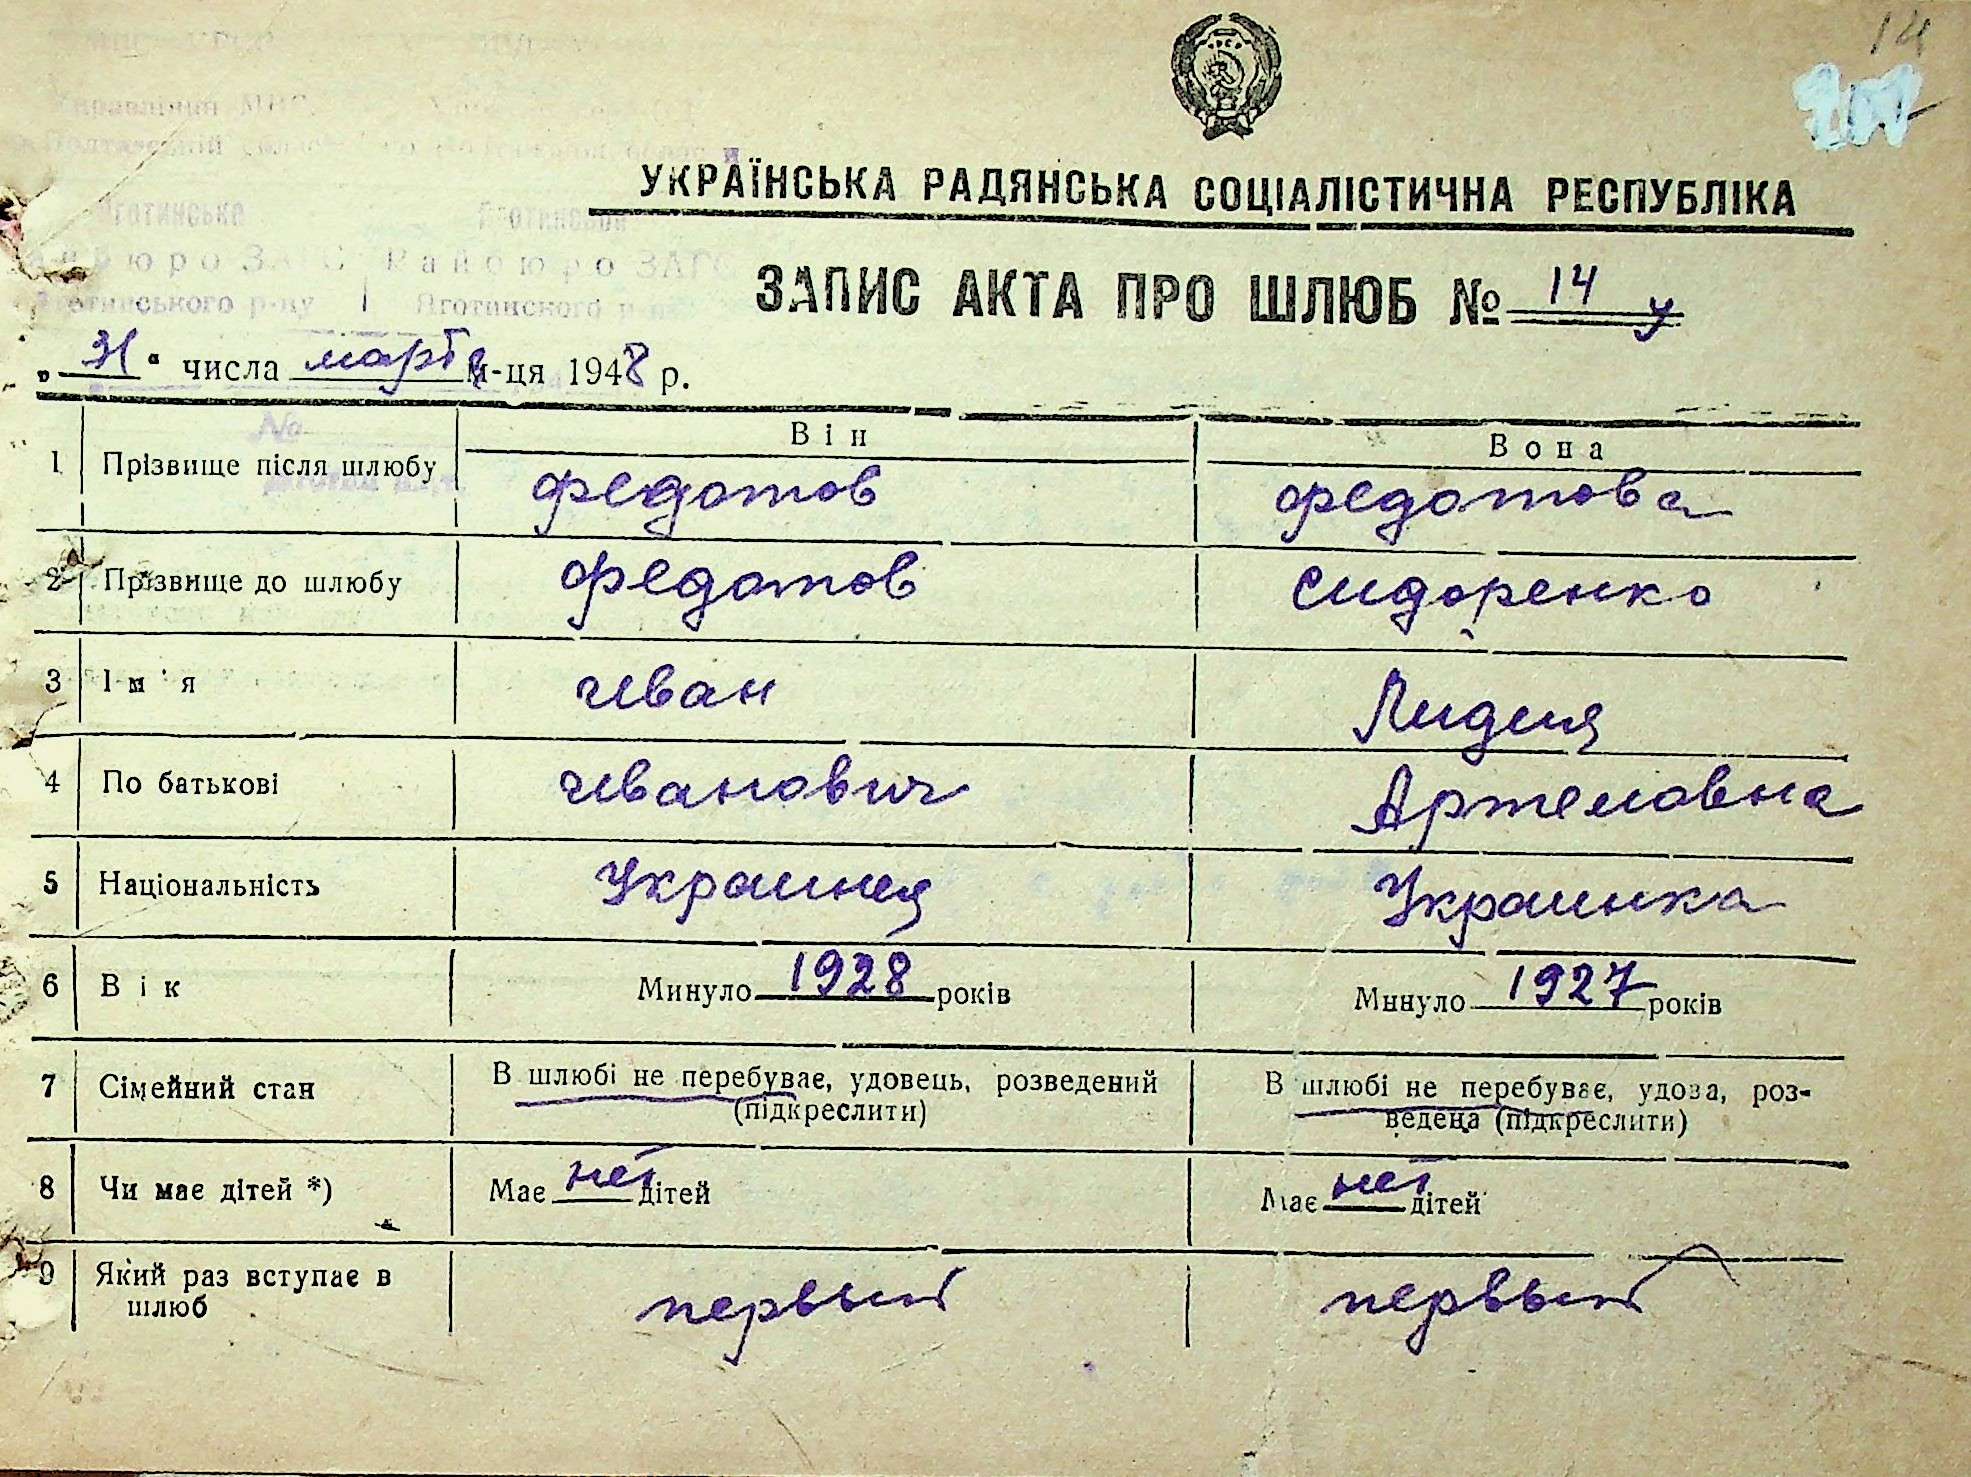 14
УКРАЇНСЬКА РАДЯНСЬКА СОЦІАЛІСТИЧНА РЕСПУБЛІКА
Яготинське
Райбюро ЗАГС Райбюро ЗАГС
Яготинського р-ну Яготинского
ЗАПИС АКТА ПРО ШЛЮБ № 14 у
„ 31 “ числа марта м-ця 1948 р.
№
Він Вона
1 Прізвище після шлюбу Федотов Федотова
2 Прізвище до шлюбу Федотов Сидоренко
3 Ім'я Иван Лидия
4 По батькові Иванович Артемовна
5 Національність Украинец Украинка
6 Вік Минуло 1928 років Минуло 1927 років
7 Сімейний стан В шлюбі не перебуває, удовець, розведений (підкреслити) В шлюбі не перебуває, удова, роз-
ведена (підкреслити)
8 Чи має дітей *) Має нет дітей Має нет дітей
9 Який раз вступає в шлюб первый первый